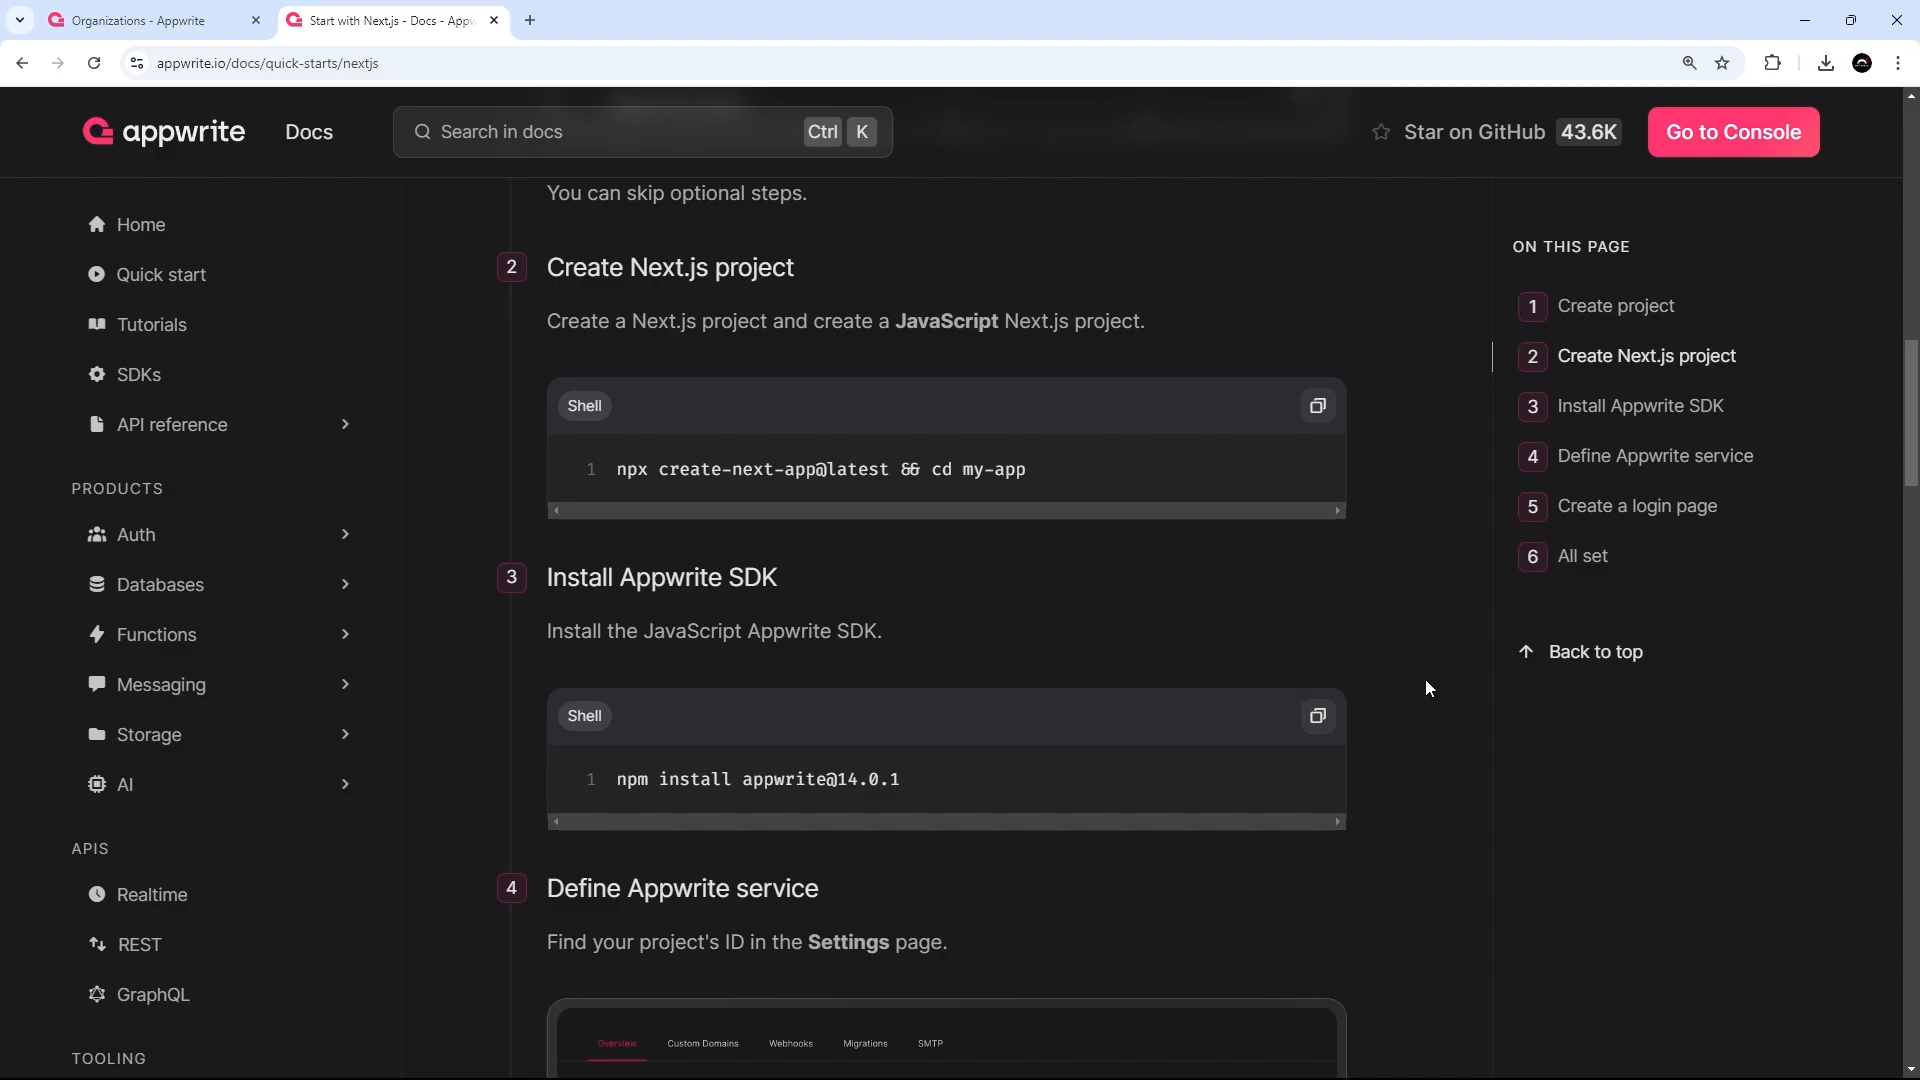 Organizations - Appwrite
Start with Next.js - Docs - Appw
appwrite.io/docs/quick-starts/nextjs
appwrite
Docs
Search in docs
Ctrl K
Star on GitHub 43.6K
Go to Console
Home
Quick start
Tutorials
SDKs
API reference
PRODUCTS
Auth
Databases
Functions
Messaging
Storage
AI
APIS
Realtime
REST
GraphQL
TOOLING
You can skip optional steps.
2 Create Next.js project
Create a Next.js project and create a JavaScript Next.js project.
Shell
1 npx create-next-app@latest && cd my-app
3 Install Appwrite SDK
Install the JavaScript Appwrite SDK.
Shell
1 npm install appwrite@14.0.1
4 Define Appwrite service
Find your project's ID in the Settings page.
Overview Custom Domains Webhooks Migrations SMTP
ON THIS PAGE
1 Create project
2 Create Next.js project
3 Install Appwrite SDK
4 Define Appwrite service
5 Create a login page
6 All set
Back to top